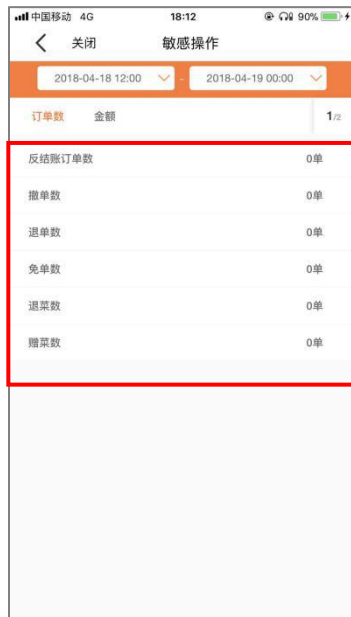 中国移动 4G 18:12 90%
关闭 敏感操作
2018-04-18 12:00 - 2018-04-19 00:00
订单数 金额 1/2
反结账订单数 0单
撤单数 0单
退单数 0单
免单数 0单
退菜数 0单
赠菜数 0单